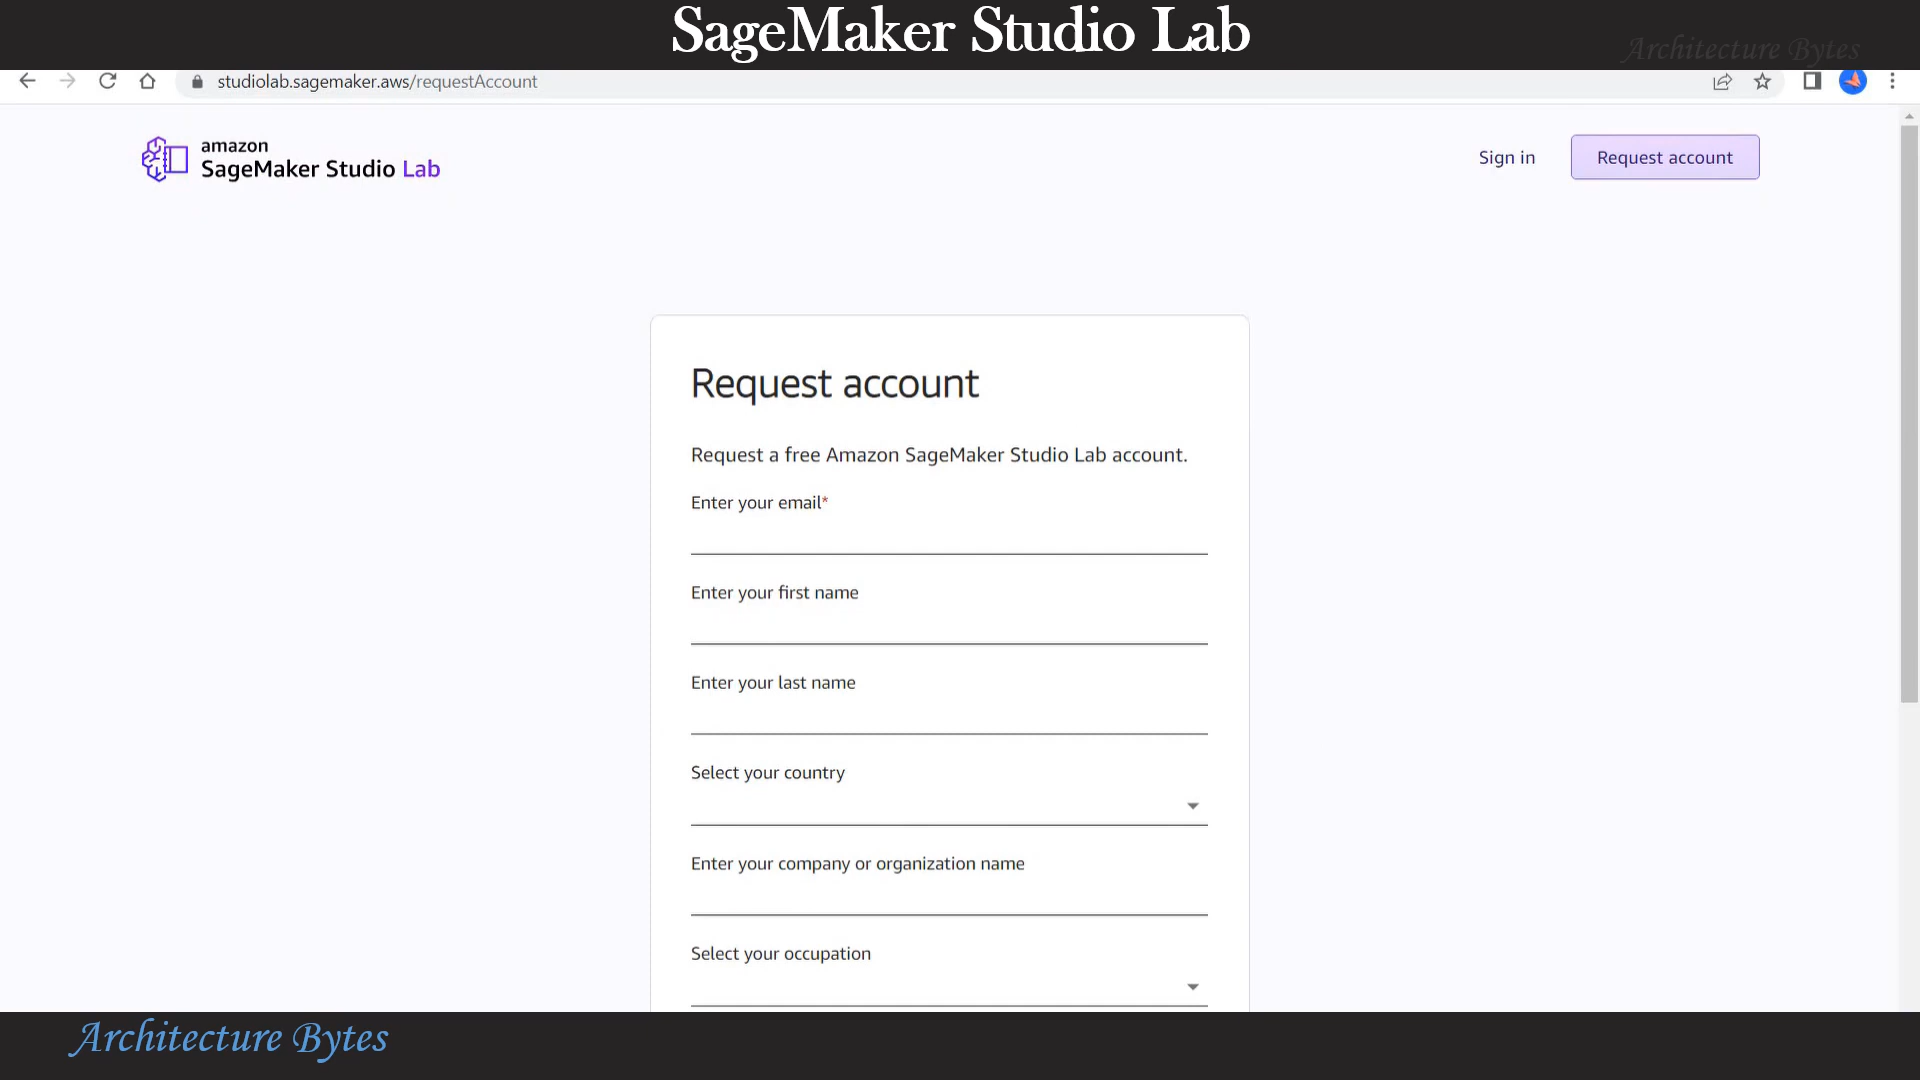 SageMaker Studio Lab
Architecture Bytes
studiolab.sagemaker.aws/requestAccount
amazon
SageMaker Studio Lab
Sign in
Request account
Request account
Request a free Amazon SageMaker Studio Lab account.
Enter your email*
Enter your first name
Enter your last name
Select your country
Enter your company or organization name
Select your occupation
Architecture Bytes